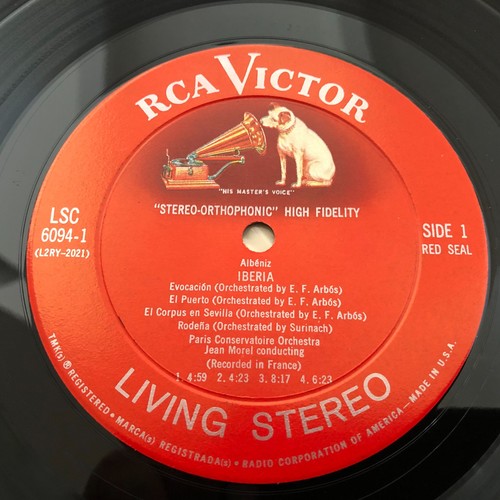 RCA VICTOR
"HIS MASTER'S VOICE"
"STEREO-ORTHOPHONIC" HIGH FIDELITY
LSC
6094-1
(L2RY-2021)
SIDE 1
RED SEAL
Albéniz
IBERIA
Evocación (Orchestrated by E. F. Arbós)
El Puerto (Orchestrated by E. F. Arbós)
El Corpus en Sevilla (Orchestrated by E. F. Arbós)
Rodeña (Orchestrated by Surinach)
Paris Conservatoire Orchestra
Jean Morel conducting
(Recorded in France)
1. 4:59 2. 4:23 3. 8:17 4. 6:23
LIVING STEREO
TMK(s) ® REGISTERED • MARCA(s) REGISTRADA(s) • RADIO CORPORATION OF AMERICA—MADE IN U.S.A.